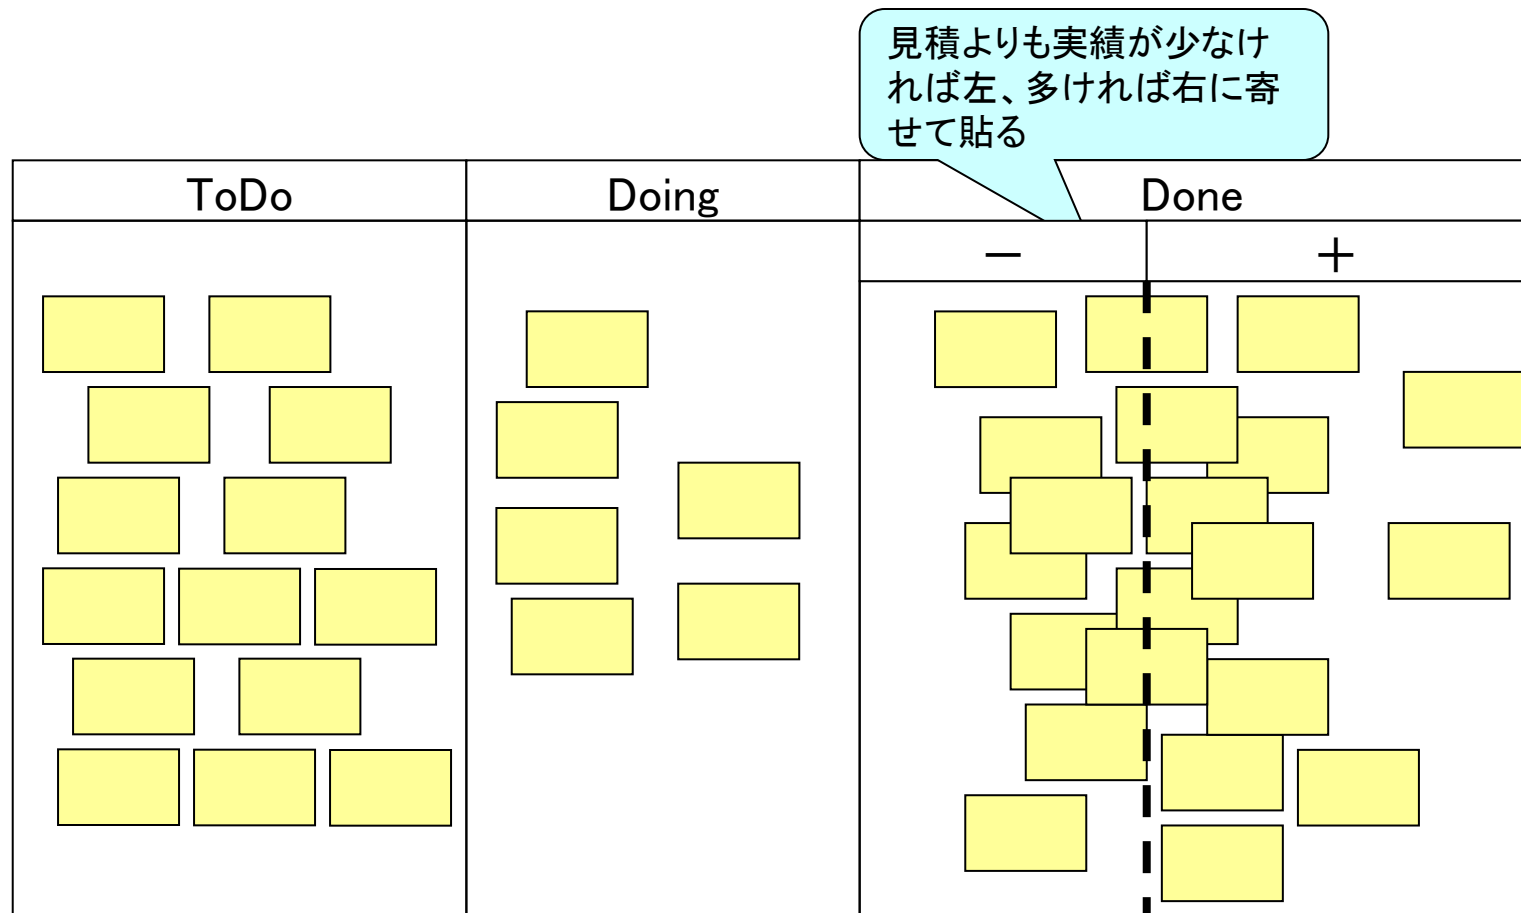 見積よりも実績が少なけ
れば左、多ければ右に寄
せて貼る
ToDo
Doing
Done
－
＋